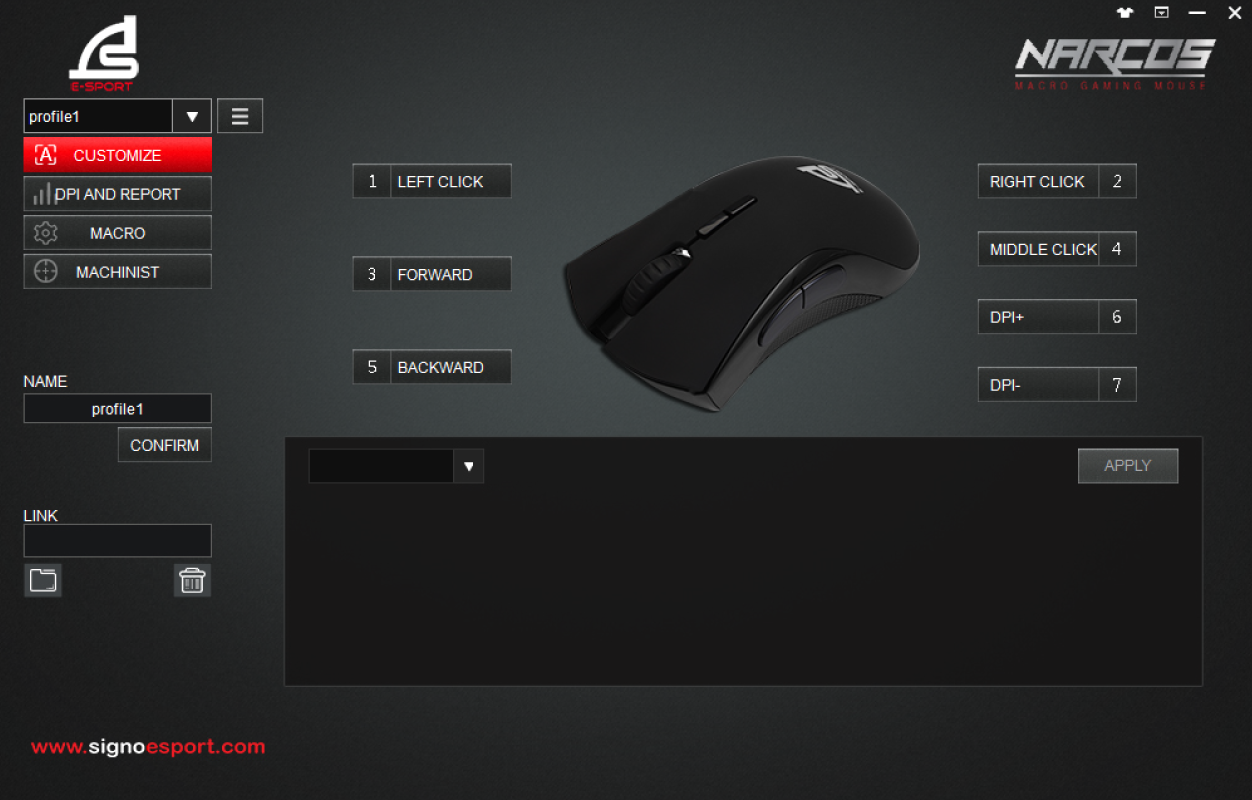 E-SPORT
NARCOS
MACRO GAMING MOUSE
profile1
CUSTOMIZE
DPI AND REPORT
MACRO
MACHINIST
1 LEFT CLICK
3 FORWARD
5 BACKWARD
RIGHT CLICK 2
MIDDLE CLICK 4
DPI+ 6
DPI- 7
NAME
profile1
CONFIRM
LINK
APPLY
www.signoesport.com